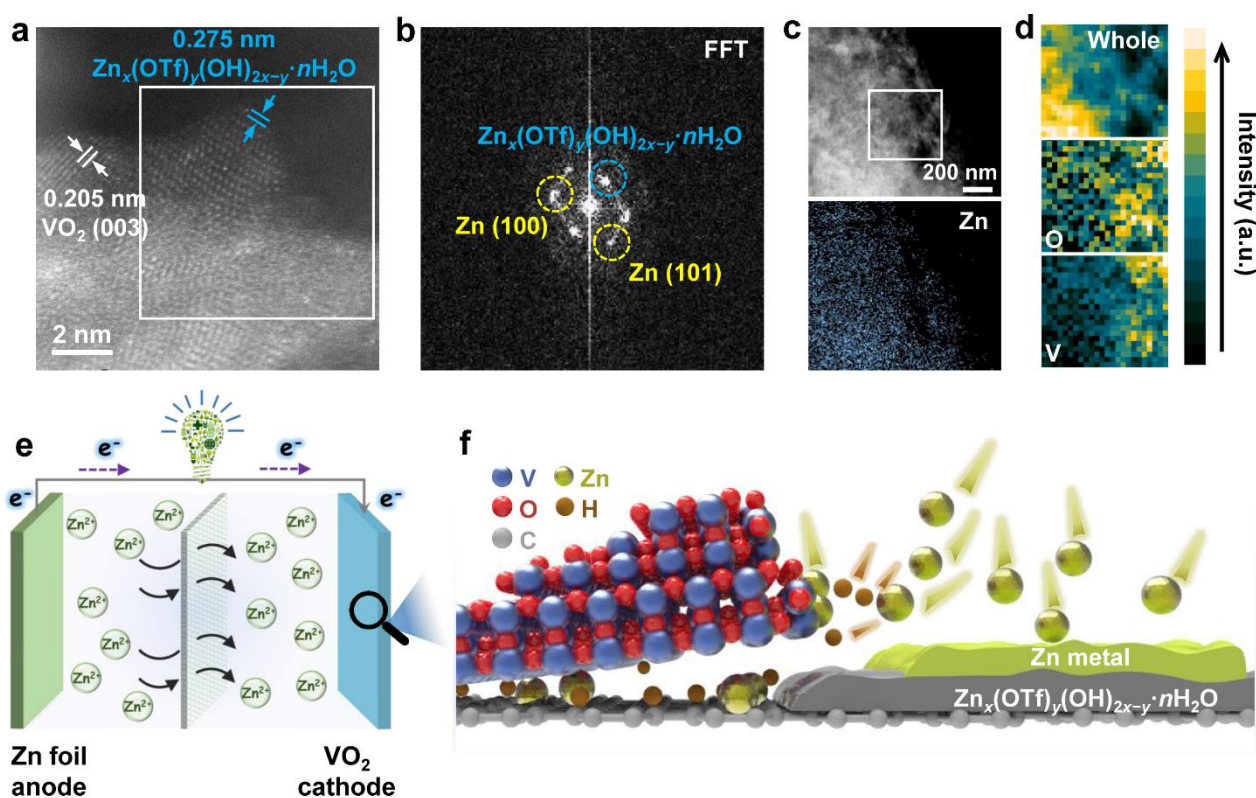 a
0.275 nm
Znₓ(OTf)ᵧ(OH)₂ₓ₋ᵧ·nH₂O
0.205 nm
VO₂ (003)
2 nm
b
FFT
Znₓ(OTf)ᵧ(OH)₂ₓ₋ᵧ·nH₂O
Zn (100)
Zn (101)
c
200 nm
Zn
d
Whole
O
V
Intensity (a.u.)
e
e⁻
e⁻
e⁻
e⁻
Zn²⁺
Zn²⁺
Zn²⁺
Zn²⁺
Zn²⁺
Zn²⁺
Zn²⁺
Zn²⁺
Zn²⁺
Zn²⁺
Zn²⁺
Zn²⁺
Zn²⁺
Zn foil
anode
VO₂
cathode
f
V
Zn
O
H
C
Zn metal
Znₓ(OTf)ᵧ(OH)₂ₓ₋ᵧ·nH₂O